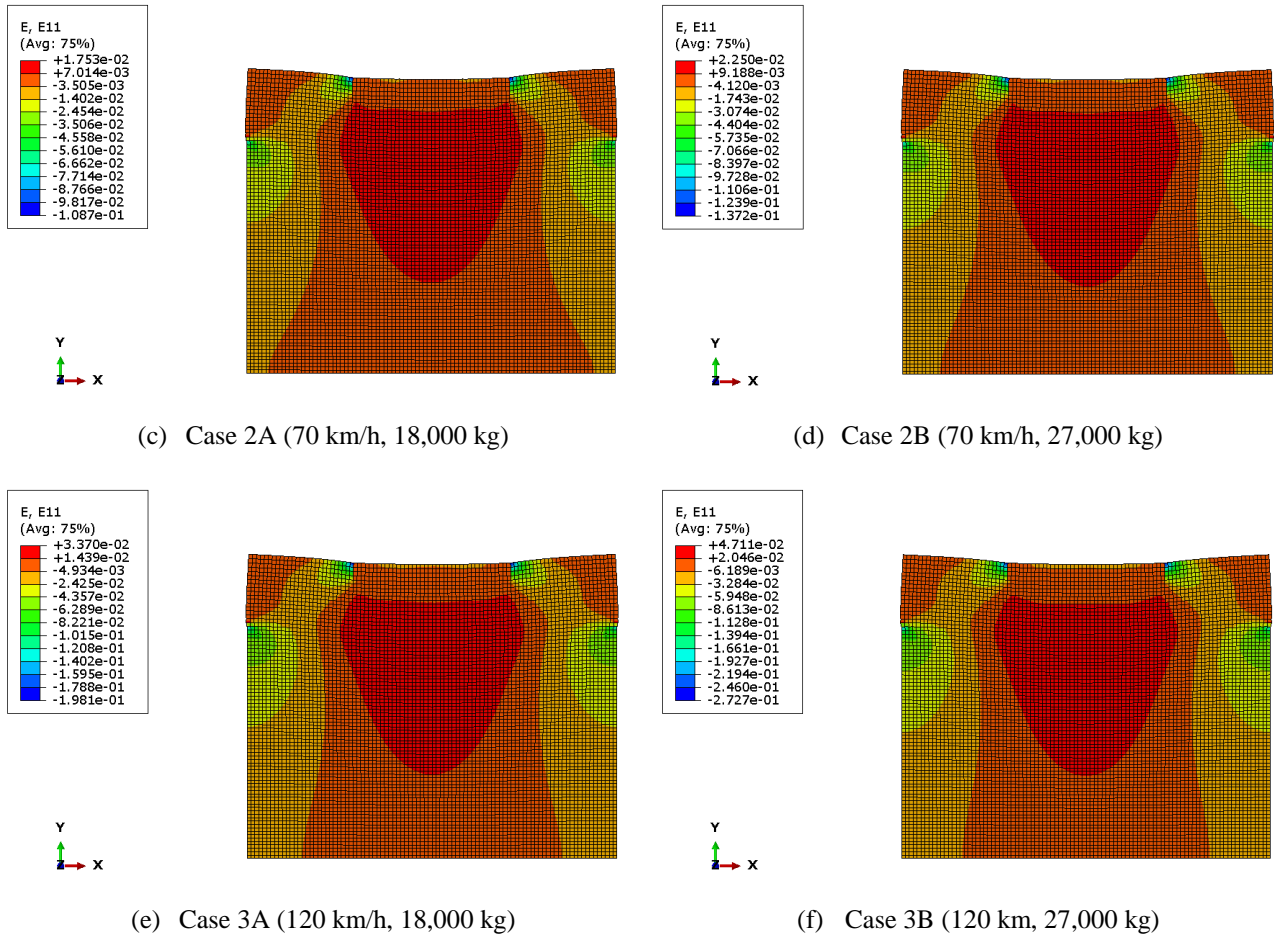 E, E11
(Avg: 75%)
+1.753e-02
+7.014e-03
-3.505e-03
-1.402e-02
-2.454e-02
-3.506e-02
-4.558e-02
-5.610e-02
-6.662e-02
-7.714e-02
-8.766e-02
-9.817e-02
-1.087e-01
Y
Z X
(c) Case 2A (70 km/h, 18,000 kg)
E, E11
(Avg: 75%)
+2.250e-02
+9.188e-03
-4.120e-03
-1.743e-02
-3.074e-02
-4.404e-02
-5.735e-02
-7.066e-02
-8.397e-02
-9.728e-02
-1.106e-01
-1.239e-01
-1.372e-01
Y
Z X
(d) Case 2B (70 km/h, 27,000 kg)
E, E11
(Avg: 75%)
+3.370e-02
+1.439e-02
-4.934e-03
-2.425e-02
-4.357e-02
-6.289e-02
-8.221e-02
-1.015e-01
-1.208e-01
-1.402e-01
-1.595e-01
-1.788e-01
-1.981e-01
Y
Z X
(e) Case 3A (120 km/h, 18,000 kg)
E, E11
(Avg: 75%)
+4.711e-02
+2.046e-02
-6.189e-03
-3.284e-02
-5.948e-02
-8.613e-02
-1.128e-01
-1.394e-01
-1.661e-01
-1.927e-01
-2.194e-01
-2.460e-01
-2.727e-01
Y
Z X
(f) Case 3B (120 km, 27,000 kg)